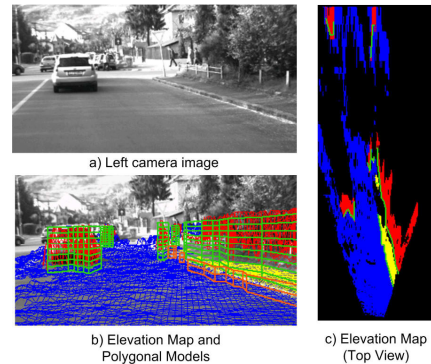 a) Left camera image
b) Elevation Map and
Polygonal Models
c) Elevation Map
(Top View)